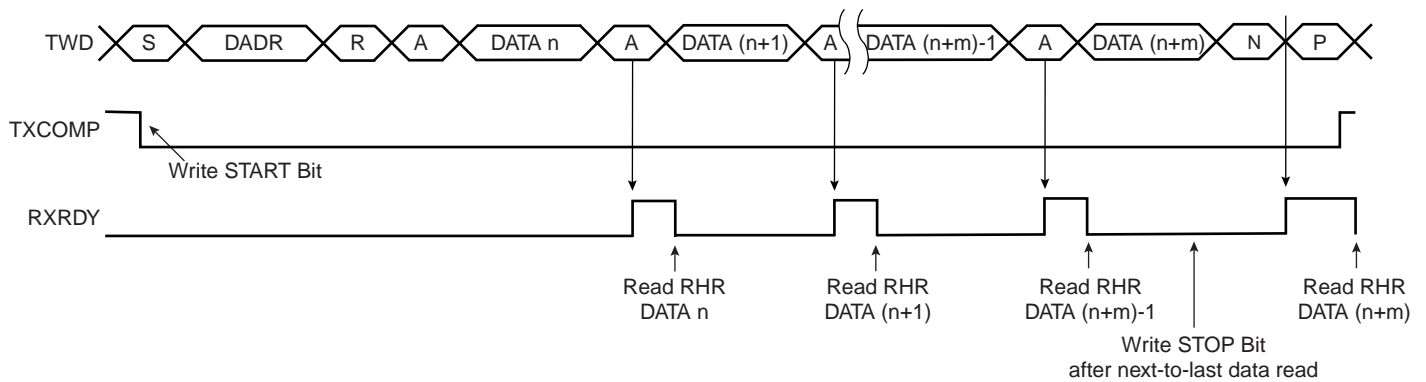 TWD S DADR R A DATA n A DATA (n+1) A DATA (n+m)-1 A DATA (n+m) N P
TXCOMP
Write START Bit
RXRDY
Read RHR Read RHR Read RHR Read RHR
DATA n DATA (n+1) DATA (n+m)-1 DATA (n+m)
Write STOP Bit
after next-to-last data read